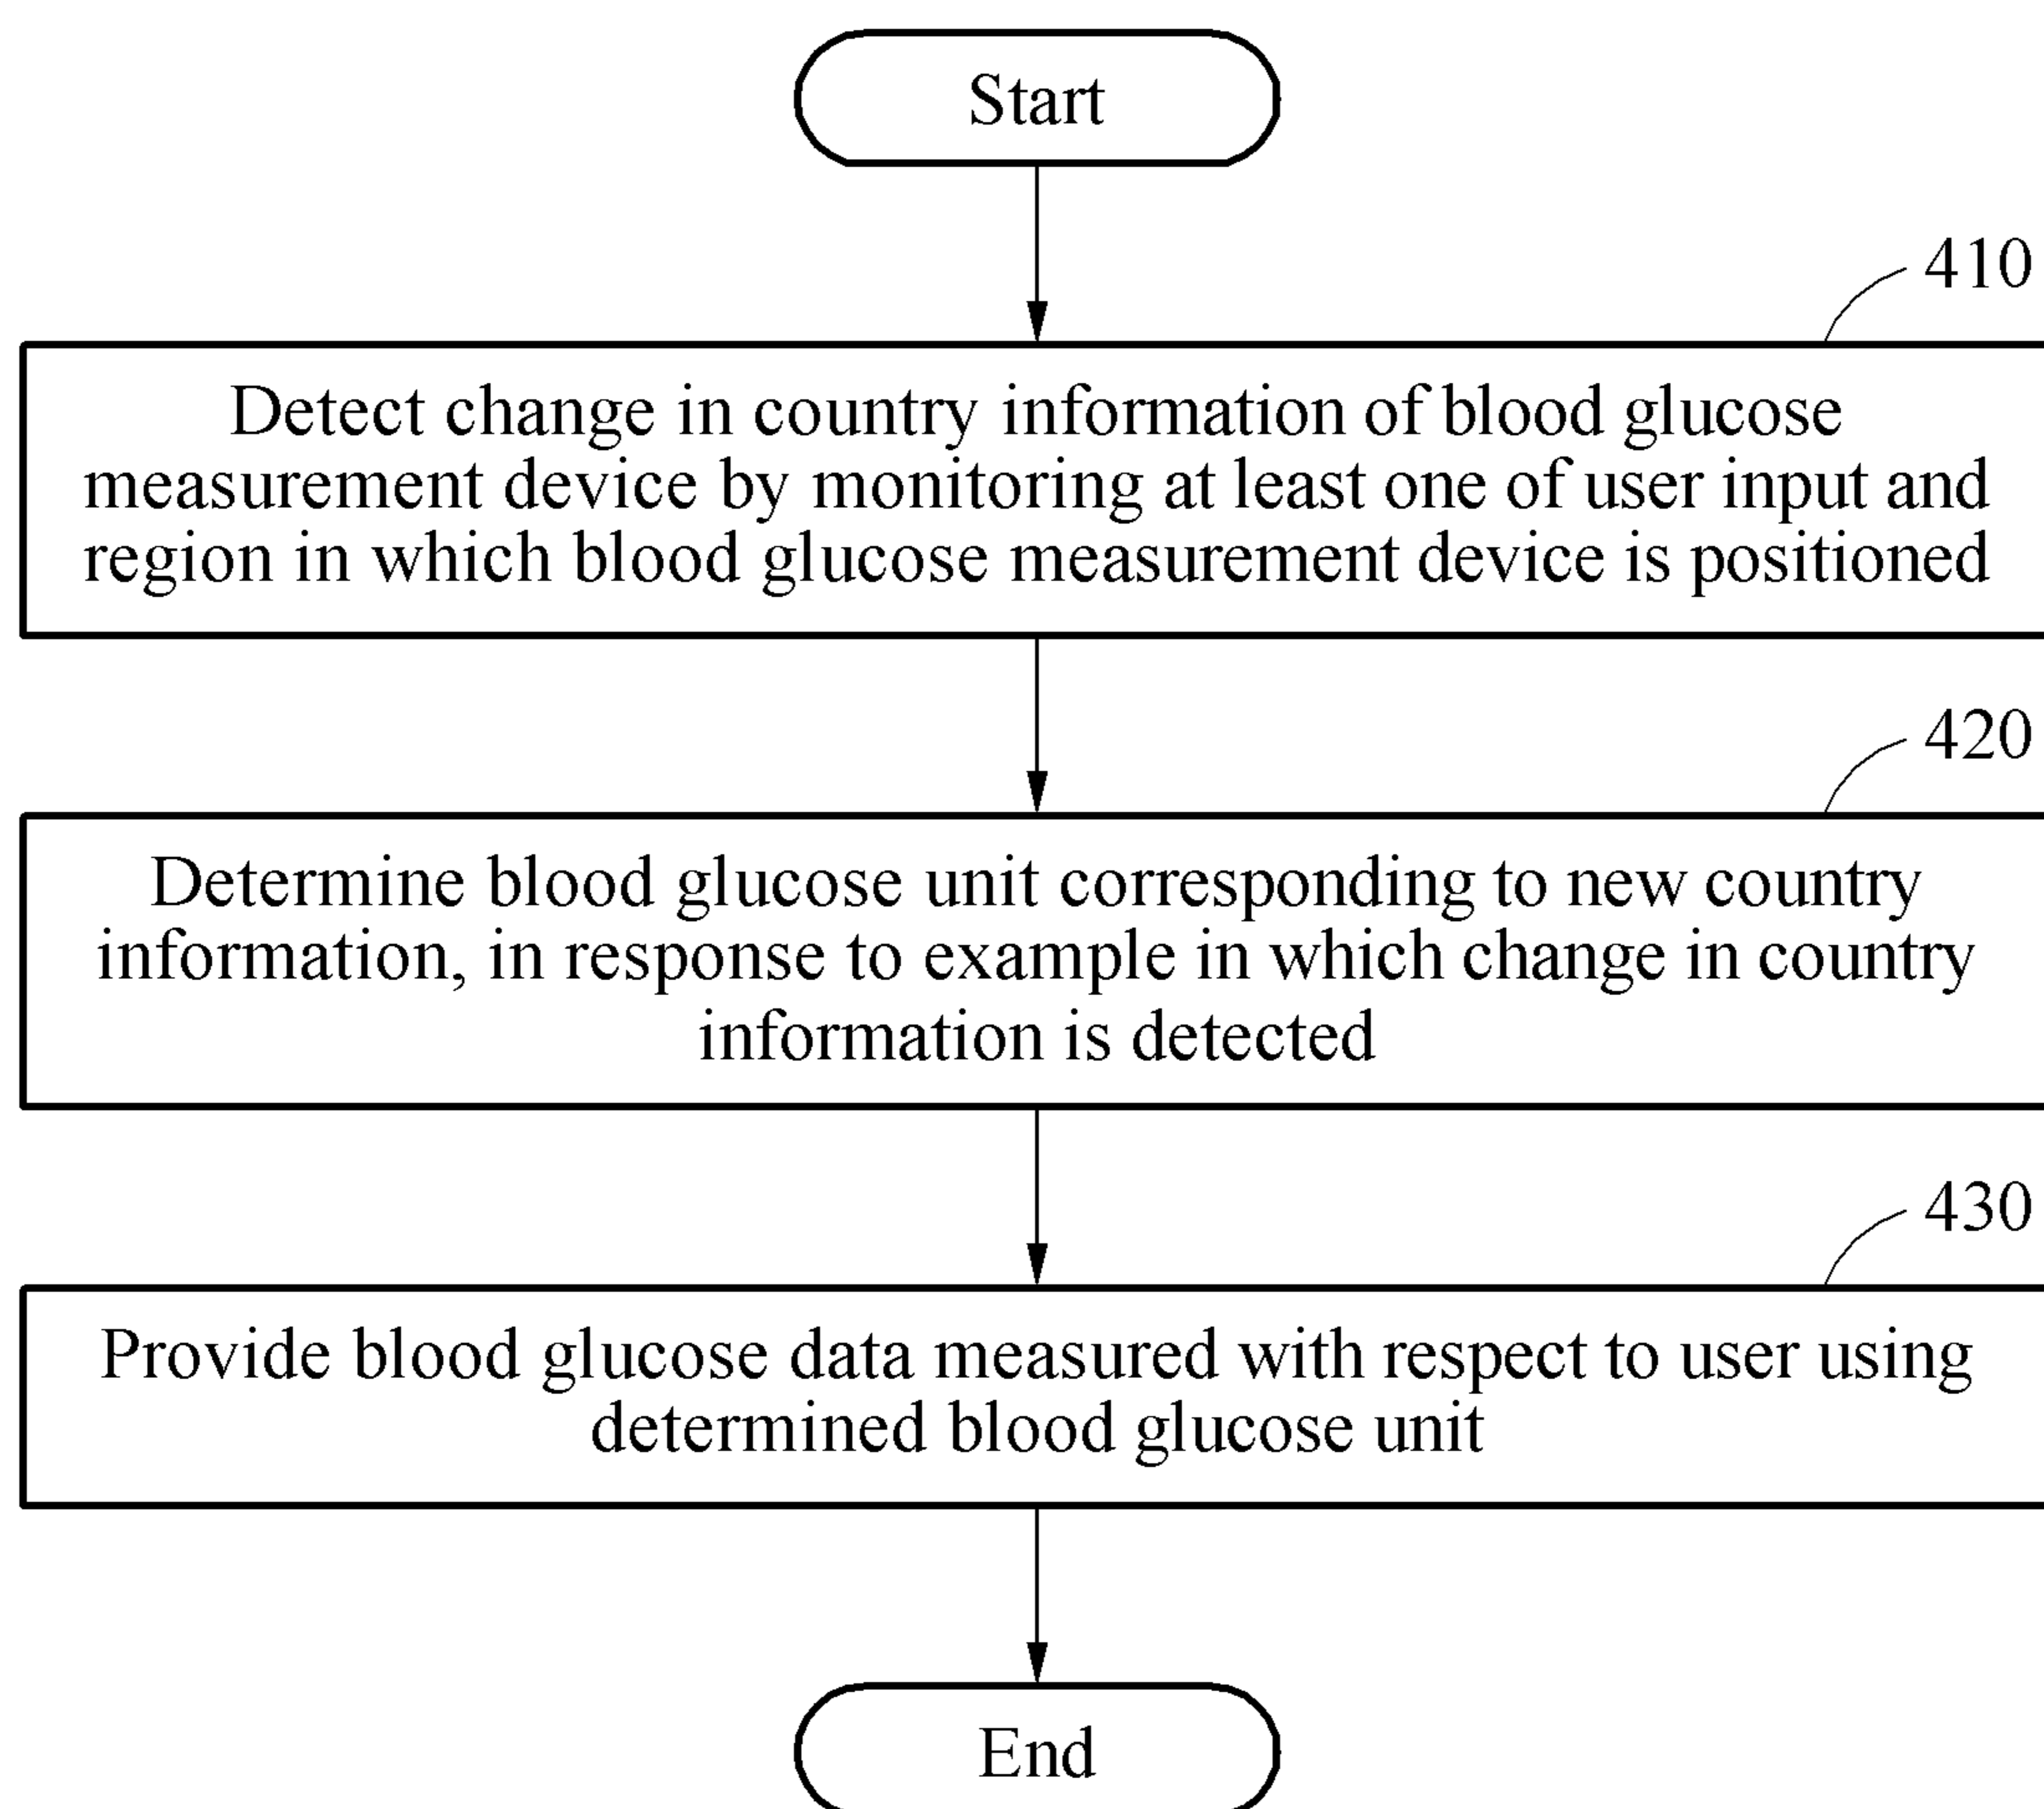 Start
410
Detect change in country information of blood glucose
measurement device by monitoring at least one of user input and
region in which blood glucose measurement device is positioned
420
Determine blood glucose unit corresponding to new country
information, in response to example in which change in country
information is detected
430
Provide blood glucose data measured with respect to user using
determined blood glucose unit
End